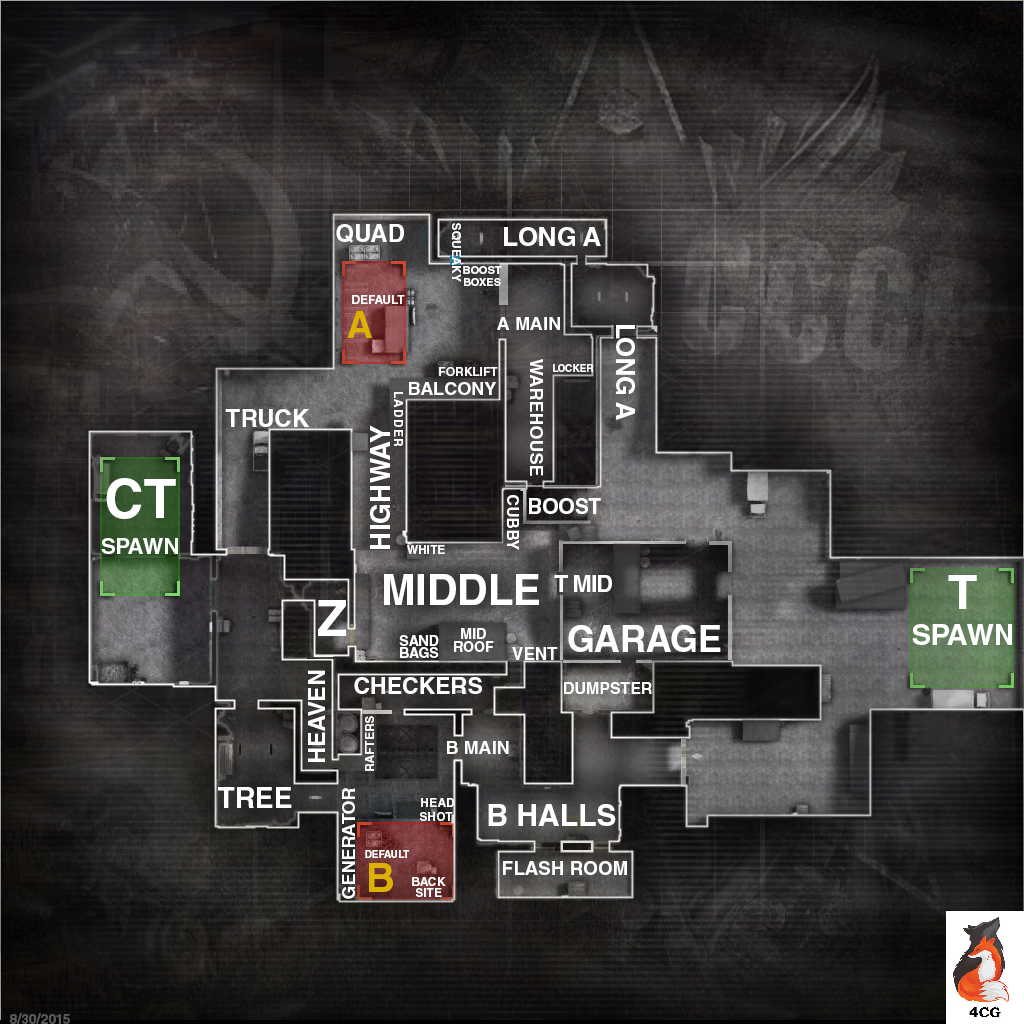 QUAD
SQUEAKY
LONG A
BOOST
BOXES
DEFAULT
A
A MAIN
LONG A
FORKLIFT
LOCKER
BALCONY
WAREHOUSE
LADDER
TRUCK
HIGHWAY
CT
SPAWN
CUBBY
BOOST
WHITE
MIDDLE
T MID
T
SPAWN
Z
SAND
BAGS
MID
ROOF
VENT
GARAGE
HEAVEN
CHECKERS
DUMPSTER
RAFTERS
B MAIN
TREE
GENERATOR
HEAD
SHOT
B HALLS
DEFAULT
B
BACK
SITE
FLASH ROOM
4CG
8/30/2015